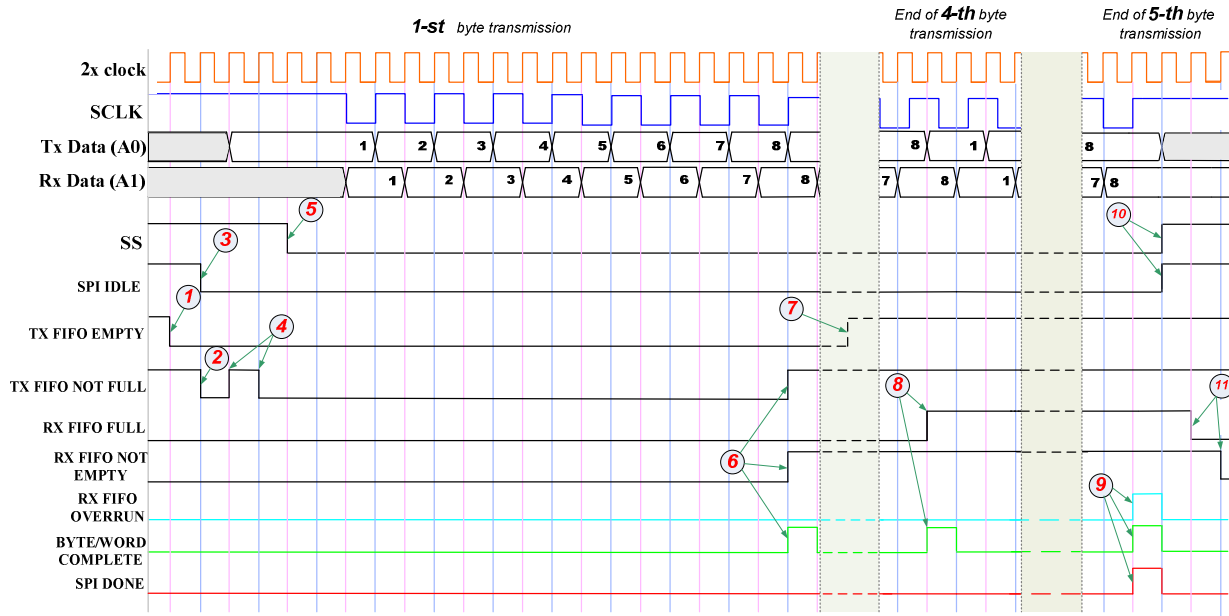 1-st byte transmission
End of 4-th byte
transmission
End of 5-th byte
transmission
2x clock
SCLK
Tx Data (A0)
1 2 3 4 5 6 7 8 8 1 8
Rx Data (A1)
1 2 3 4 5 6 7 8 7 8 1 7 8
5
10
SS
3
SPI IDLE
1
7
4
TX FIFO EMPTY
2
TX FIFO NOT FULL
8
11
RX FIFO FULL
RX FIFO NOT
EMPTY
6
9
RX FIFO
OVERRUN
BYTE/WORD
COMPLETE
SPI DONE